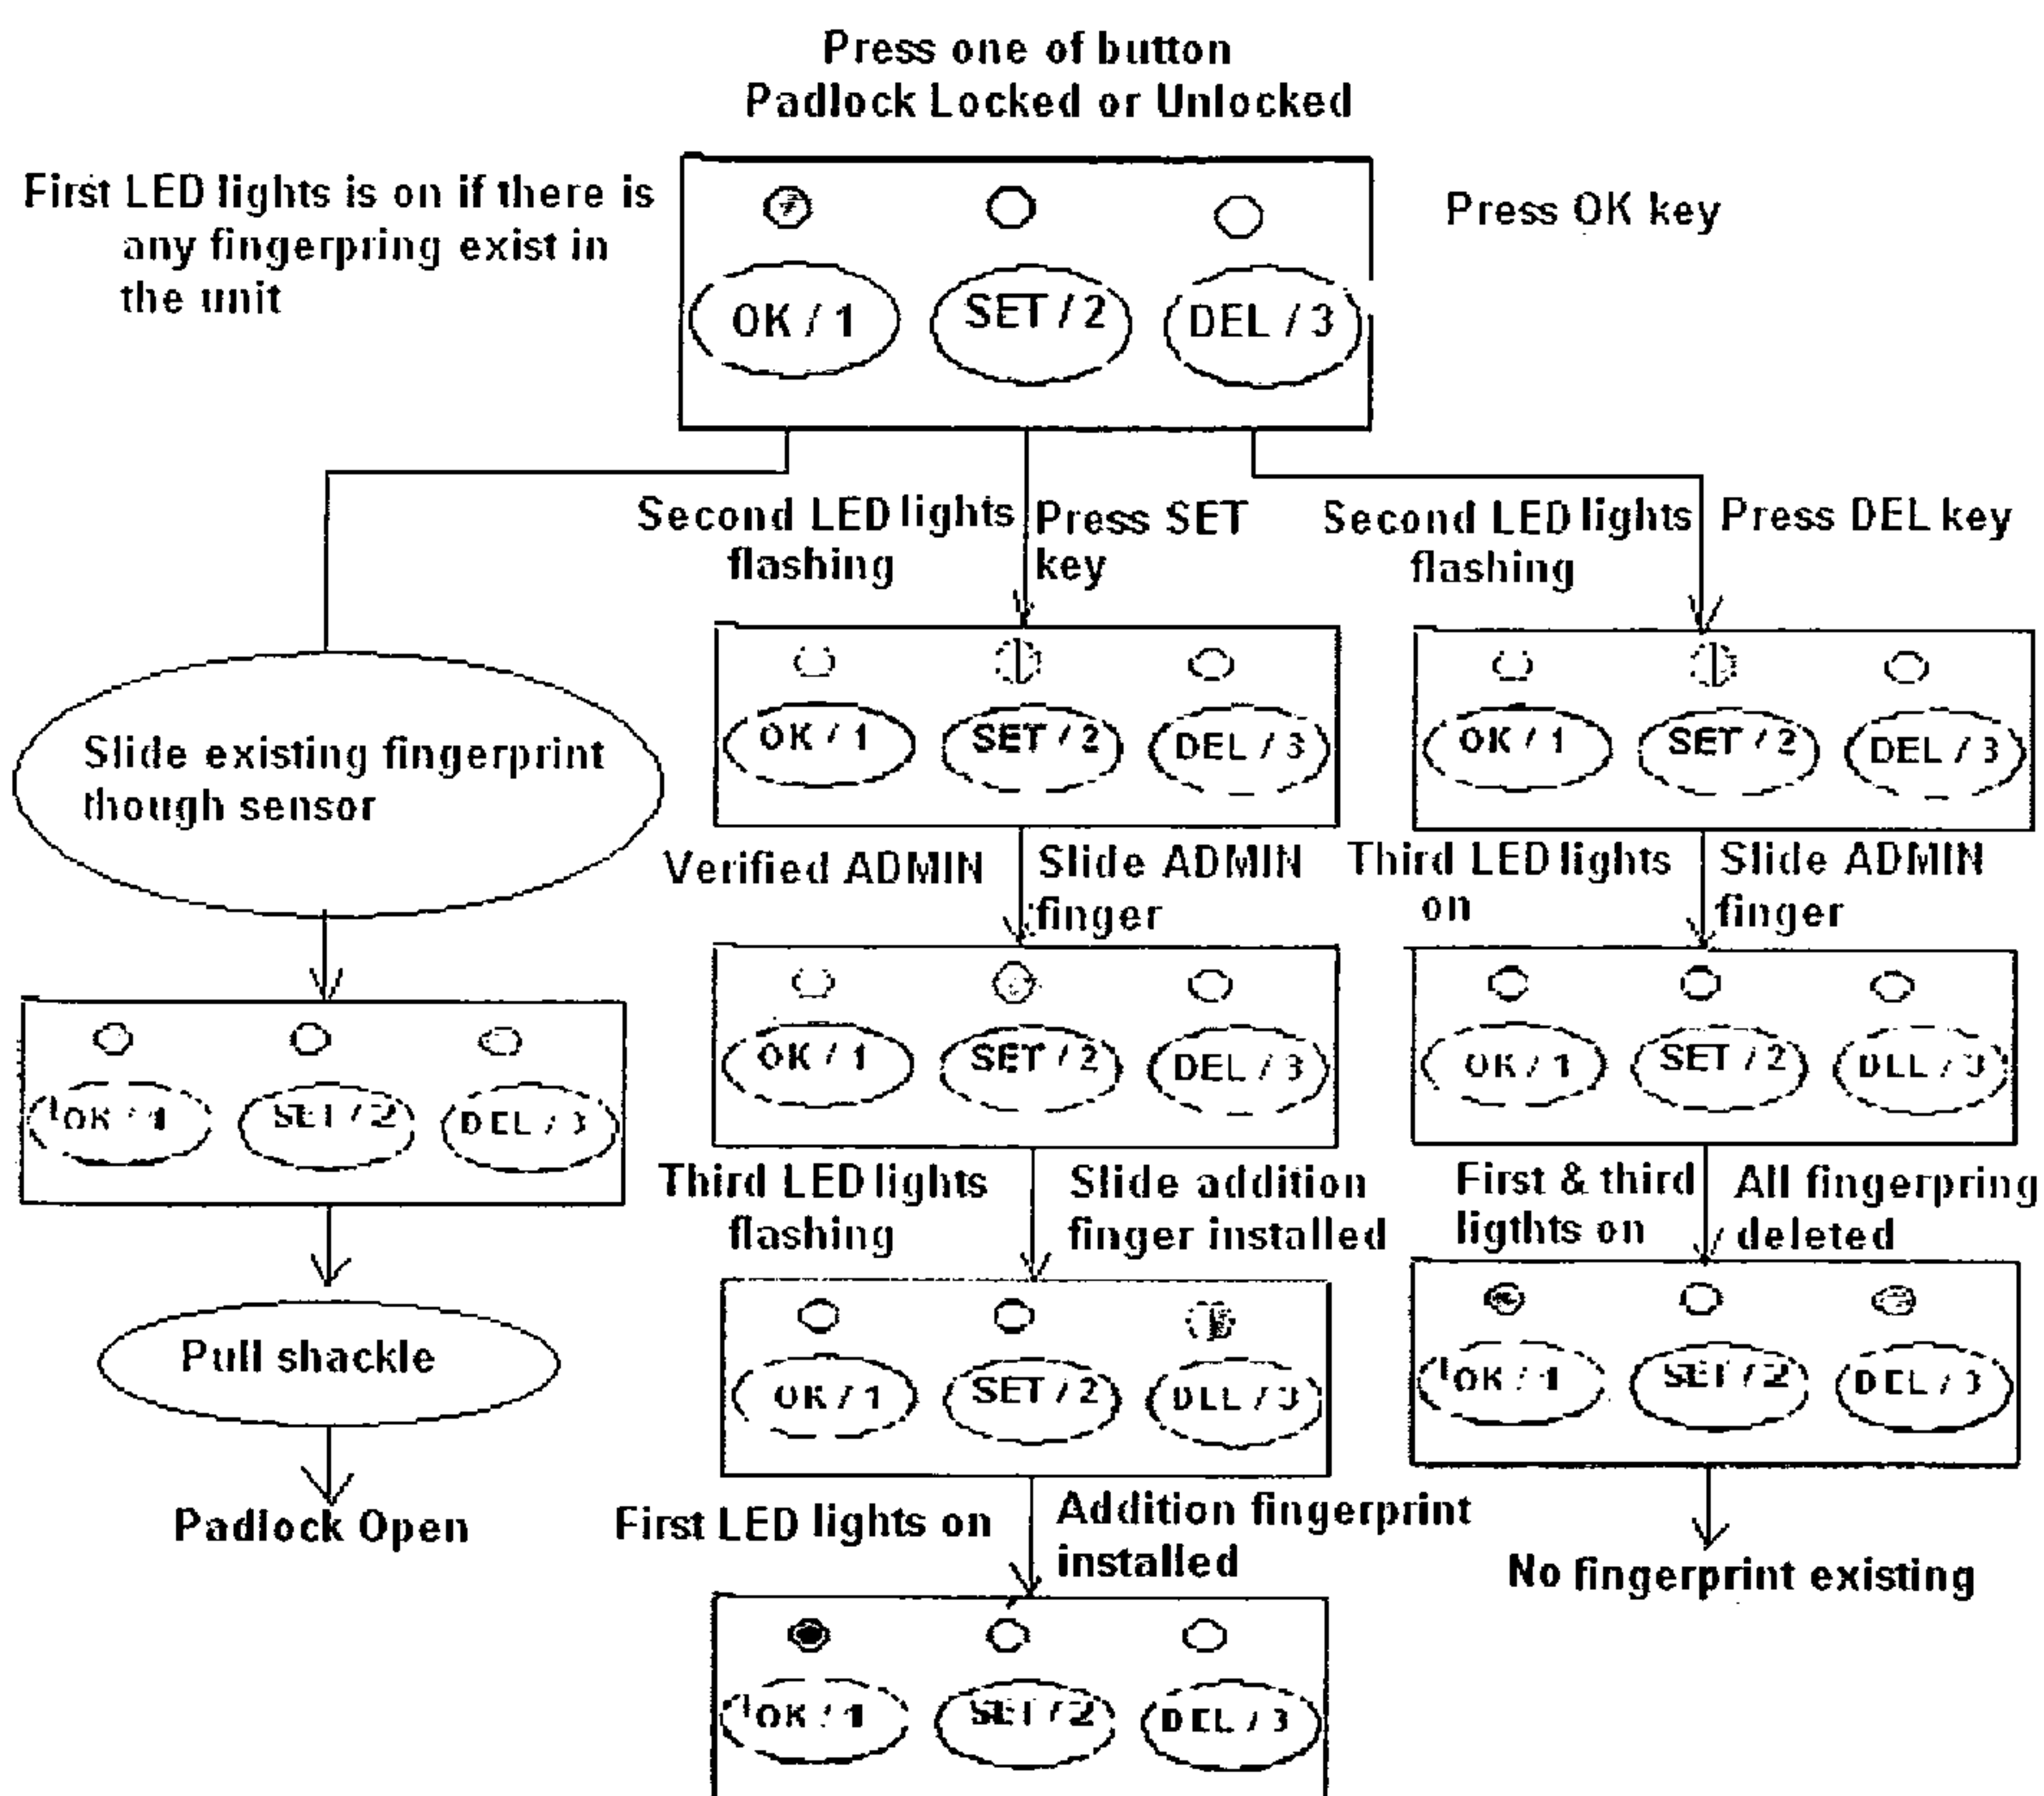 Press one of button
Padlock Locked or Unlocked
First LED lights is on if there is
any fingerpring exist in
the unit
Press OK key
OK / 1
SET / 2
DEL / 3
Second LED lights
flashing
Press SET
key
Second LED lights
flashing
Press DEL key
Slide existing fingerprint
though sensor
OK / 1
SET / 2
DEL / 3
OK / 1
SET / 2
DEL / 3
Verified ADMIN
Slide ADMIN
finger
Third LED lights
on
Slide ADMIN
finger
OK / 1
SET / 2
DEL / 3
OK / 1
SET / 2
DEL / 3
OK / 1
SET / 2
DEL / 3
Third LED lights
flashing
Slide addition
finger installed
First & third
ligthts on
All fingerpring
deleted
Pull shackle
OK / 1
SET / 2
DEL / 3
OK / 1
SET / 2
DEL / 3
Padlock Open
First LED lights on
Addition fingerprint
installed
No fingerprint existing
OK / 1
SET / 2
DEL / 3